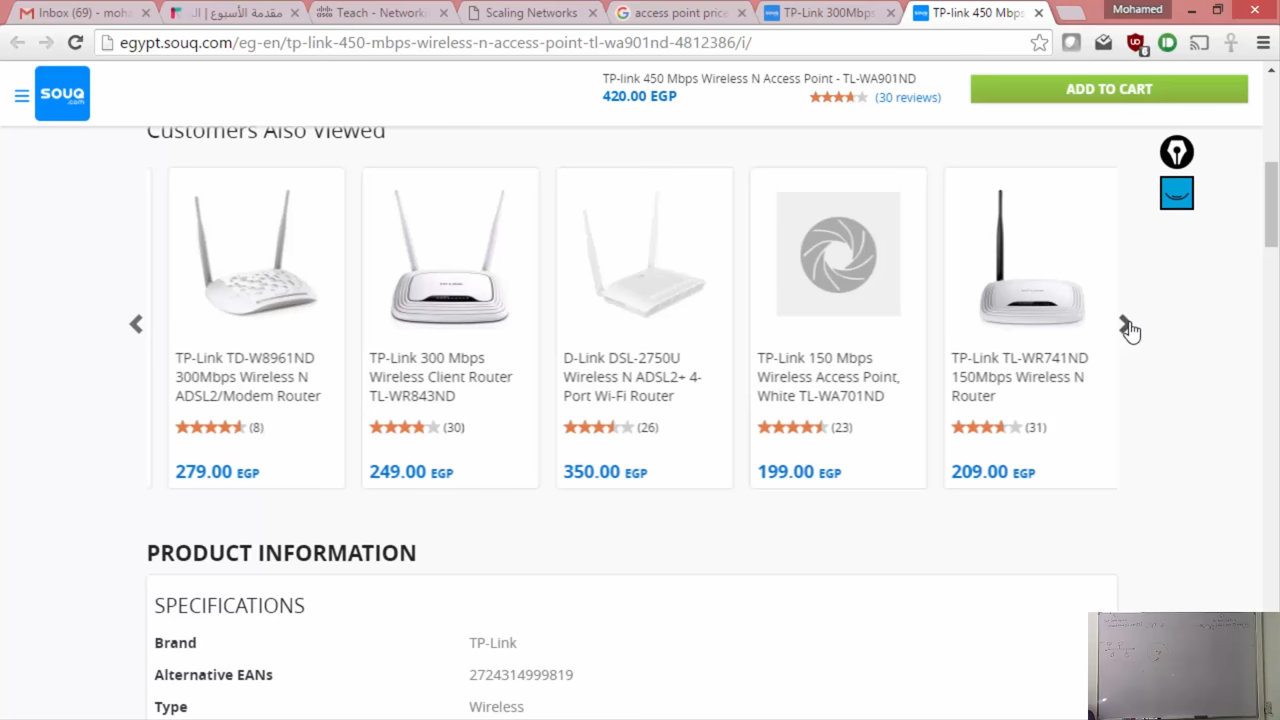 Inbox (69) - moha
مقدمة الأسبوع | ال
Teach - Networki
Scaling Networks
access point price
TP-Link 300Mbps
TP-link 450 Mbps
Mohamed
egypt.souq.com/eg-en/tp-link-450-mbps-wireless-n-access-point-tl-wa901nd-4812386/i/
6
souq
.com
TP-link 450 Mbps Wireless N Access Point - TL-WA901ND
420.00 EGP
(30 reviews)
ADD TO CART
Customers Also Viewed
TP-Link TD-W8961ND
300Mbps Wireless N
ADSL2/Modem Router
(8)
279.00 EGP
TP-Link 300 Mbps
Wireless Client Router
TL-WR843ND
(30)
249.00 EGP
D-Link DSL-2750U
Wireless N ADSL2+ 4-
Port Wi-Fi Router
(26)
350.00 EGP
TP-Link 150 Mbps
Wireless Access Point,
White TL-WA701ND
(23)
199.00 EGP
TP-Link TL-WR741ND
150Mbps Wireless N
Router
(31)
209.00 EGP
PRODUCT INFORMATION
SPECIFICATIONS
Brand
TP-Link
Alternative EANs
2724314999819
Type
Wireless